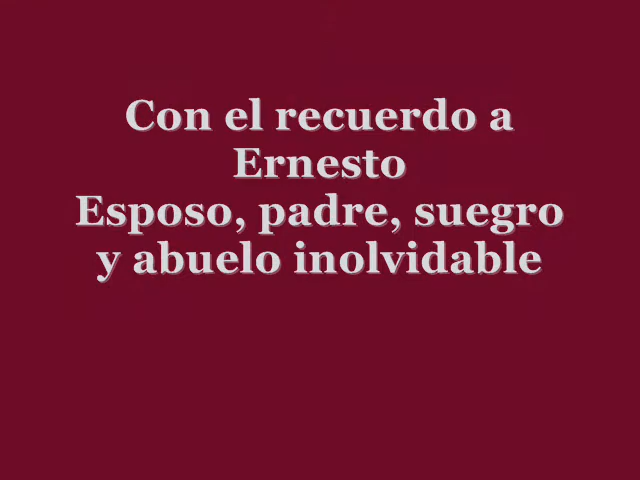 Con el recuerdo a
Ernesto
Esposo, padre, suegro
y abuelo inolvidable